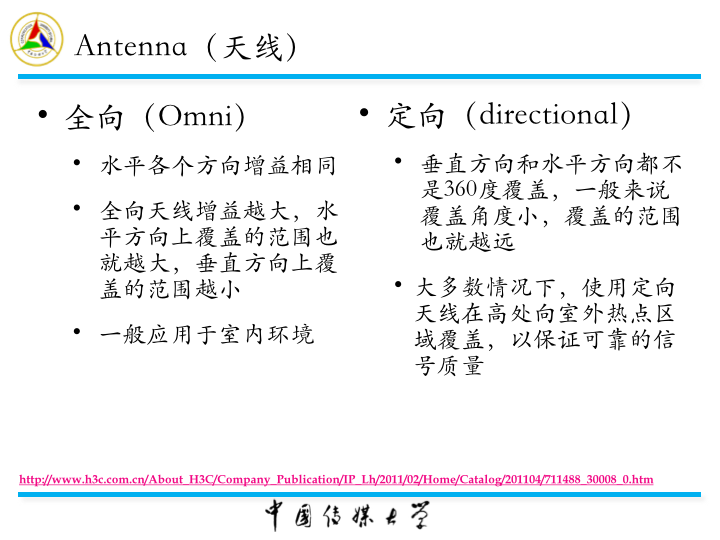 Antenna（天线）
• 全向（Omni）
• 水平各个方向增益相同
• 全向天线增益越大，水
平方向上覆盖的范围也
就越大，垂直方向上覆
盖的范围越小
• 一般应用于室内环境
• 定向（directional）
• 垂直方向和水平方向都不
是360度覆盖，一般来说
覆盖角度小，覆盖的范围
也就越远
• 大多数情况下，使用定向
天线在高处向室外热点区
域覆盖，以保证可靠的信
号质量
http://www.h3c.com.cn/About_H3C/Company_Publication/IP_Lh/2011/02/Home/Catalog/201104/711488_30008_0.htm
中国传媒大学